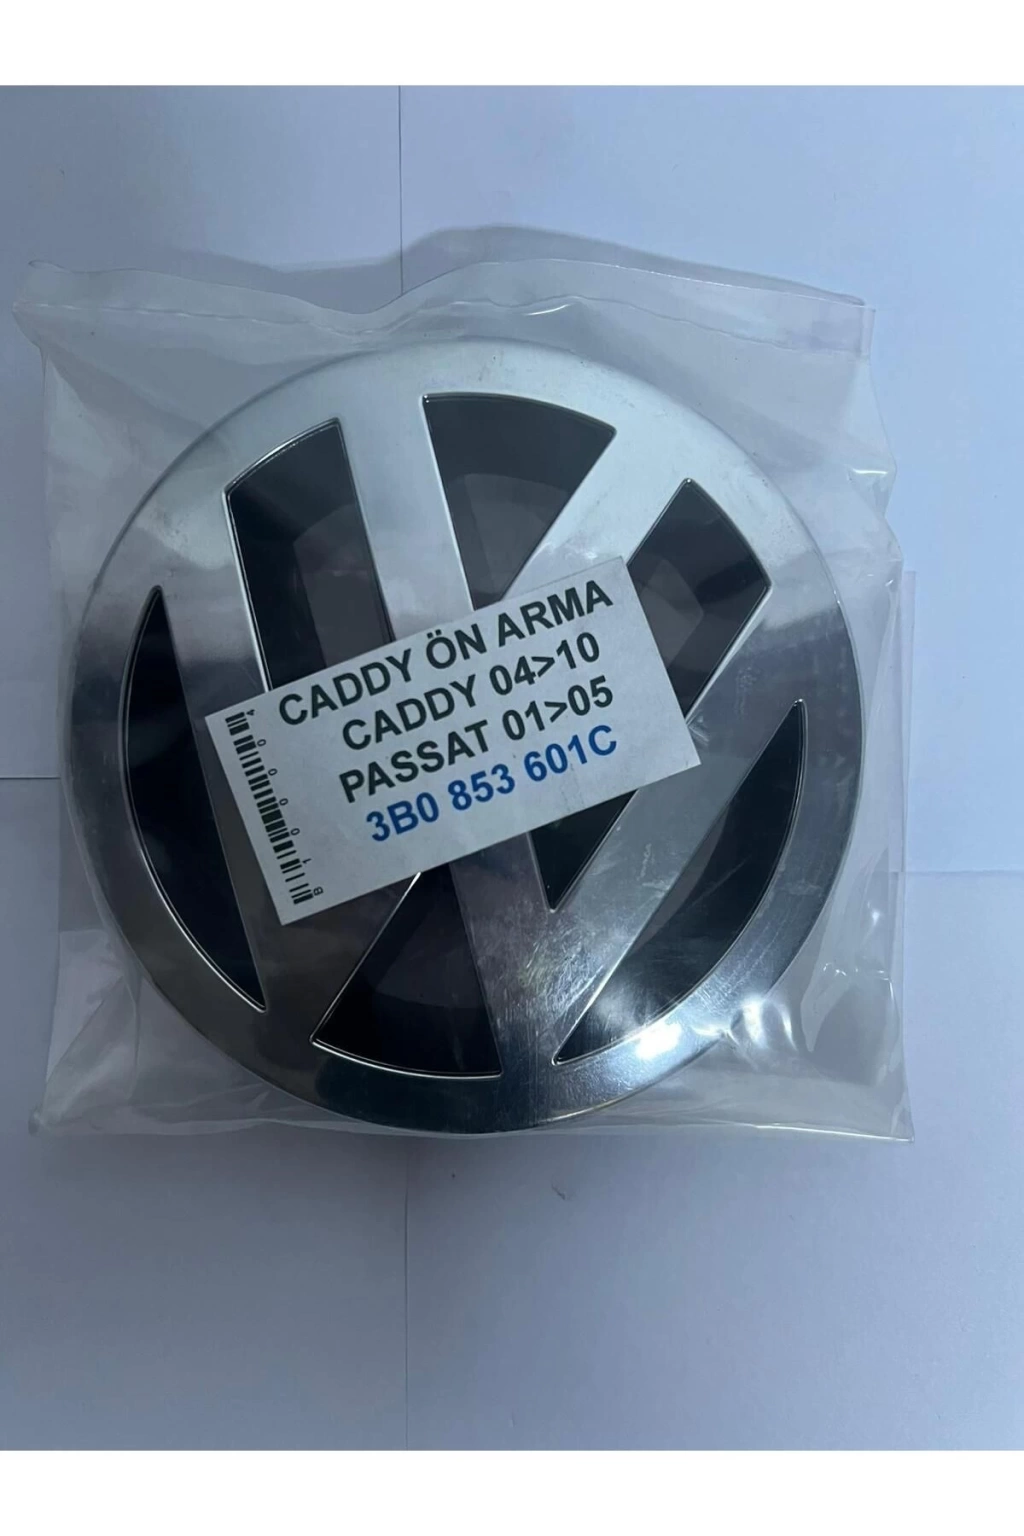 CADDY ÖN ARMA
CADDY 04>10
PASSAT 01>05
3B0 853 601C